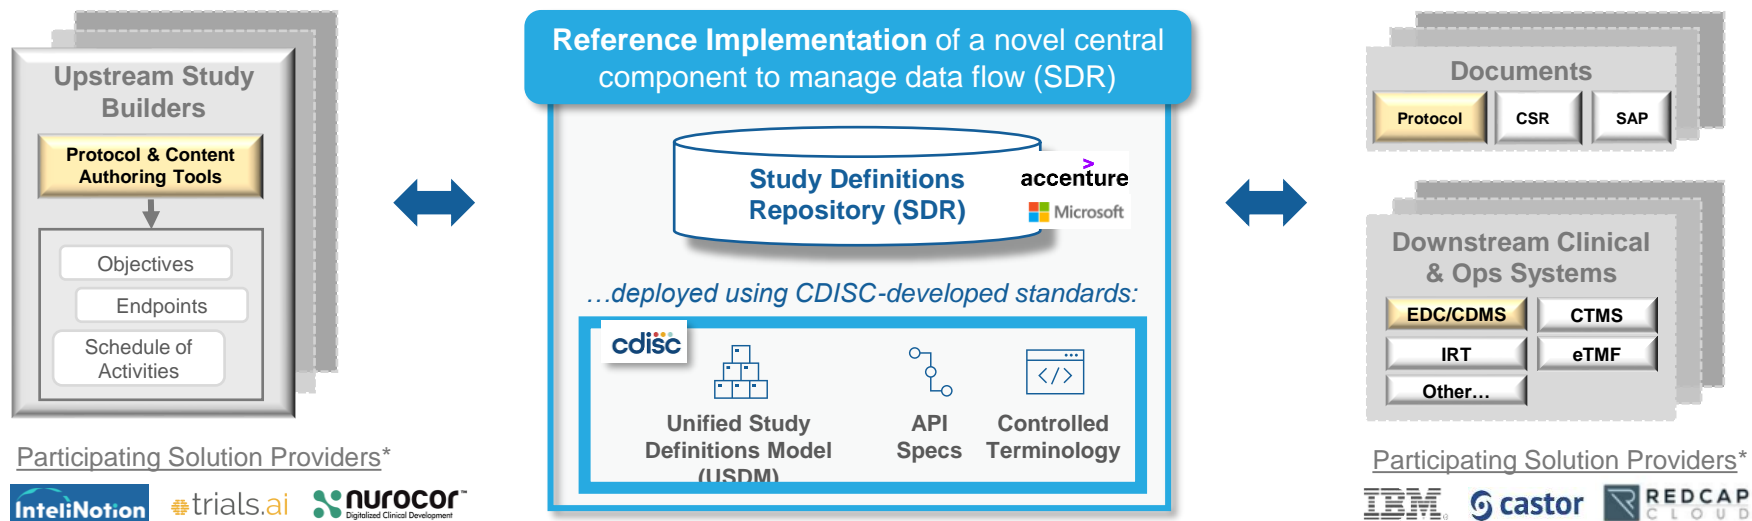 Upstream Study
Builders
Protocol & Content
Authoring Tools
Objectives
Endpoints
Schedule of
Activities
Participating Solution Providers*
InteliNotion
trials.ai
nurocor™
Digitalized Clinical Development
Reference Implementation of a novel central
component to manage data flow (SDR)
Study Definitions
Repository (SDR)
accenture
Microsoft
…deployed using CDISC-developed standards:
cdisc
Unified Study
Definitions Model
(USDM)
API
Specs
Controlled
Terminology
Documents
Protocol
CSR
SAP
Downstream Clinical
& Ops Systems
EDC/CDMS
CTMS
IRT
eTMF
Other…
Participating Solution Providers*
IBM®
castor
REDCAP
CLOUD